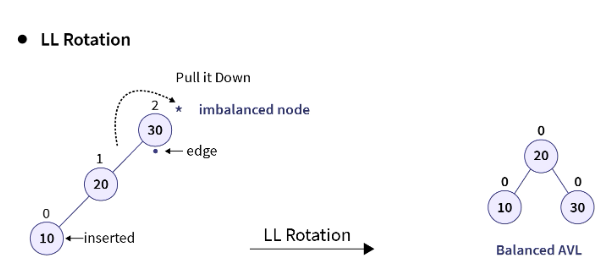 LL Rotation
Pull it Down
2
imbalanced node
30
edge
1
20
0
10
inserted
LL Rotation
0
20
0
0
10
30
Balanced AVL